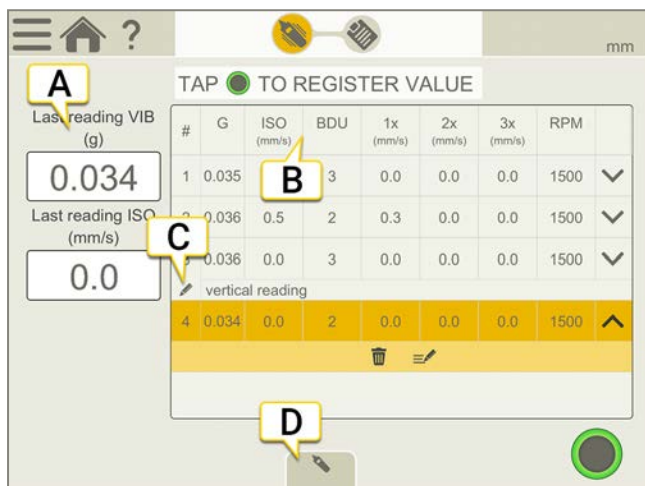 ?
mm
A
TAP TO REGISTER VALUE
Last reading VIB
(g)
0.034
Last reading ISO
(mm/s)
0.0
# G ISO (mm/s) BDU 1x (mm/s) 2x (mm/s) 3x (mm/s) RPM
B
1 0.035 3 0.0 0.0 0.0 1500
0.036 0.5 2 0.3 0.0 0.0 1500
C
0.036 0.0 3 0.0 0.0 0.0 1500
vertical reading
4 0.034 0.0 2 0.0 0.0 0.0 1500
D